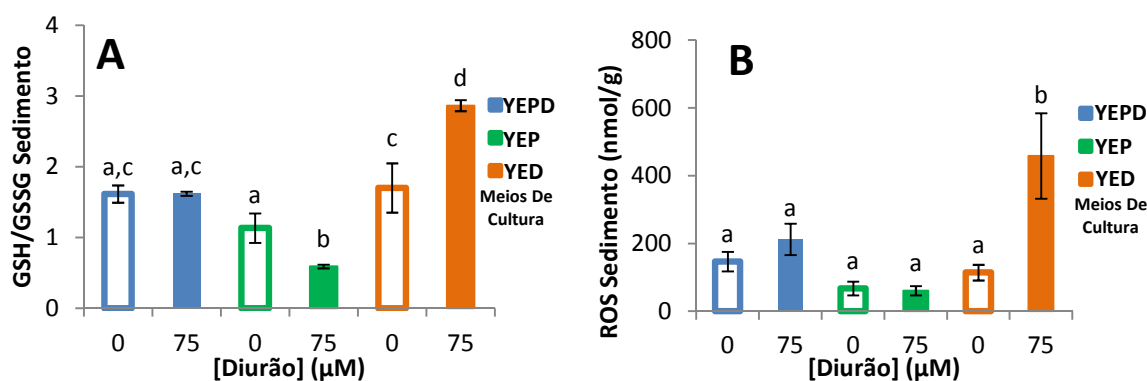 A
GSH/GSSG Sedimento
4
3
2
1
0
a,c
a,c
a
b
c
d
0
75
0
75
0
75
[Diurão] (µM)
YEPD
YEP
YED
Meios De
Cultura
B
ROS Sedimento (nmol/g)
800
600
400
200
0
a
a
a
a
a
b
0
75
0
75
0
75
[Diurão] (µM)
YEPD
YEP
YED
Meios De
Cultura